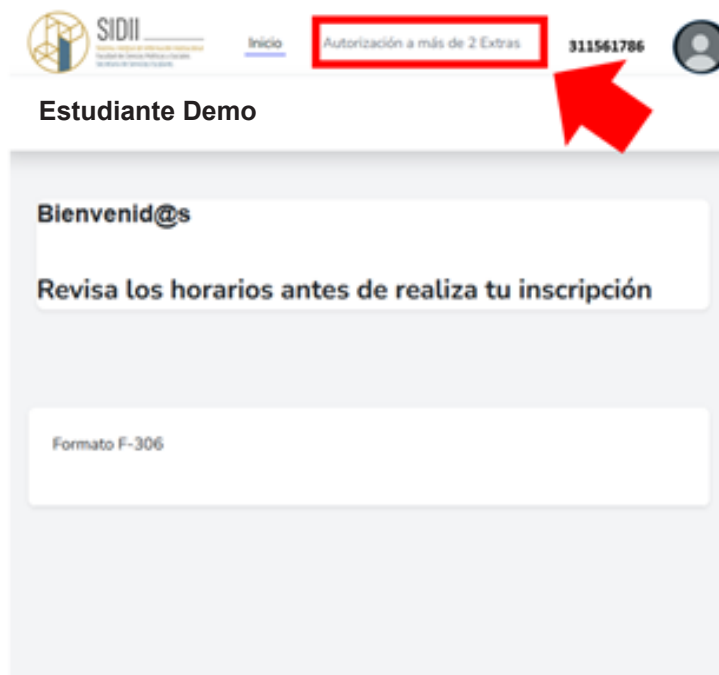 SIDII
Inicio
Autorización a más de 2 Extras
311561786
Estudiante Demo
Bienvenid@s
Revisa los horarios antes de realiza tu inscripción
Formato F-306